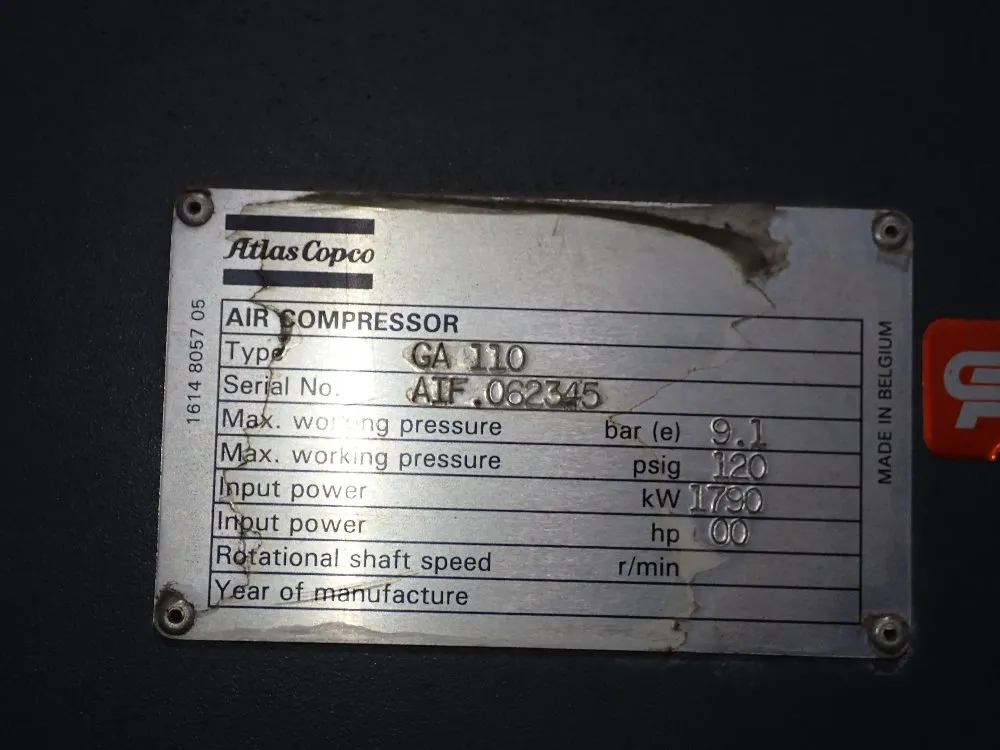 Atlas Copco
AIR COMPRESSOR
Type GA 110
Serial No. AIF.062345
Max. working pressure bar (e) 9.1
Max. working pressure psig 120
Input power kW 1790
Input power hp 00
Rotational shaft speed r/min
Year of manufacture
1614 8057 05
MADE IN BELGIUM